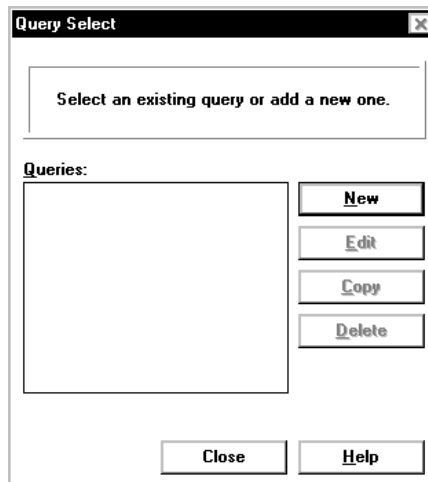 Query Select
Select an existing query or add a new one.
Queries:
New
Edit
Copy
Delete
Close
Help